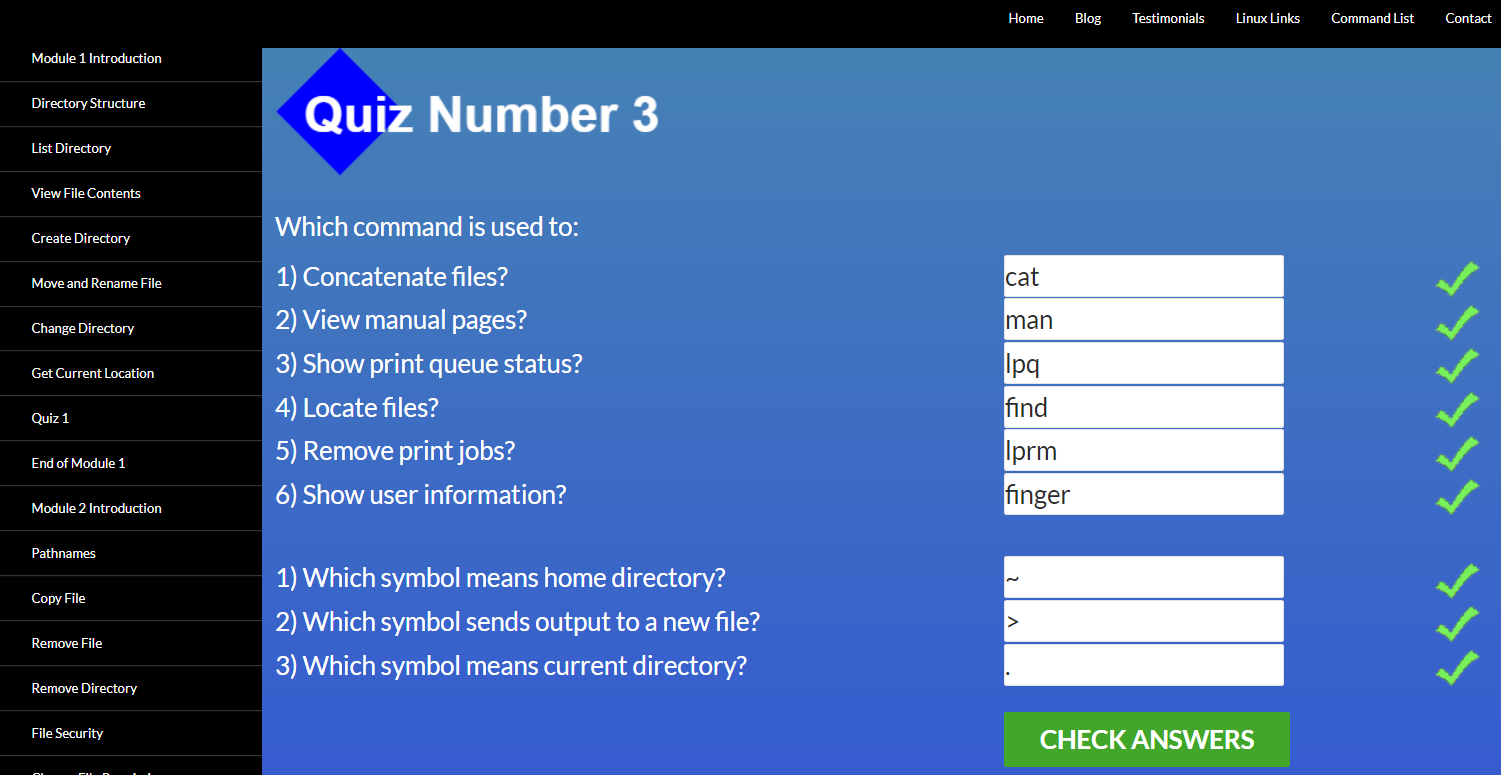 Home Blog Testimonials Linux Links Command List Contact
Module 1 Introduction
Directory Structure
List Directory
View File Contents
Create Directory
Move and Rename File
Change Directory
Get Current Location
Quiz 1
End of Module 1
Module 2 Introduction
Pathnames
Copy File
Remove File
Remove Directory
File Security
Quiz Number 3
Which command is used to:
1) Concatenate files? cat
2) View manual pages? man
3) Show print queue status? lpq
4) Locate files? find
5) Remove print jobs? lprm
6) Show user information? finger
1) Which symbol means home directory? ~
2) Which symbol sends output to a new file? >
3) Which symbol means current directory? .
CHECK ANSWERS